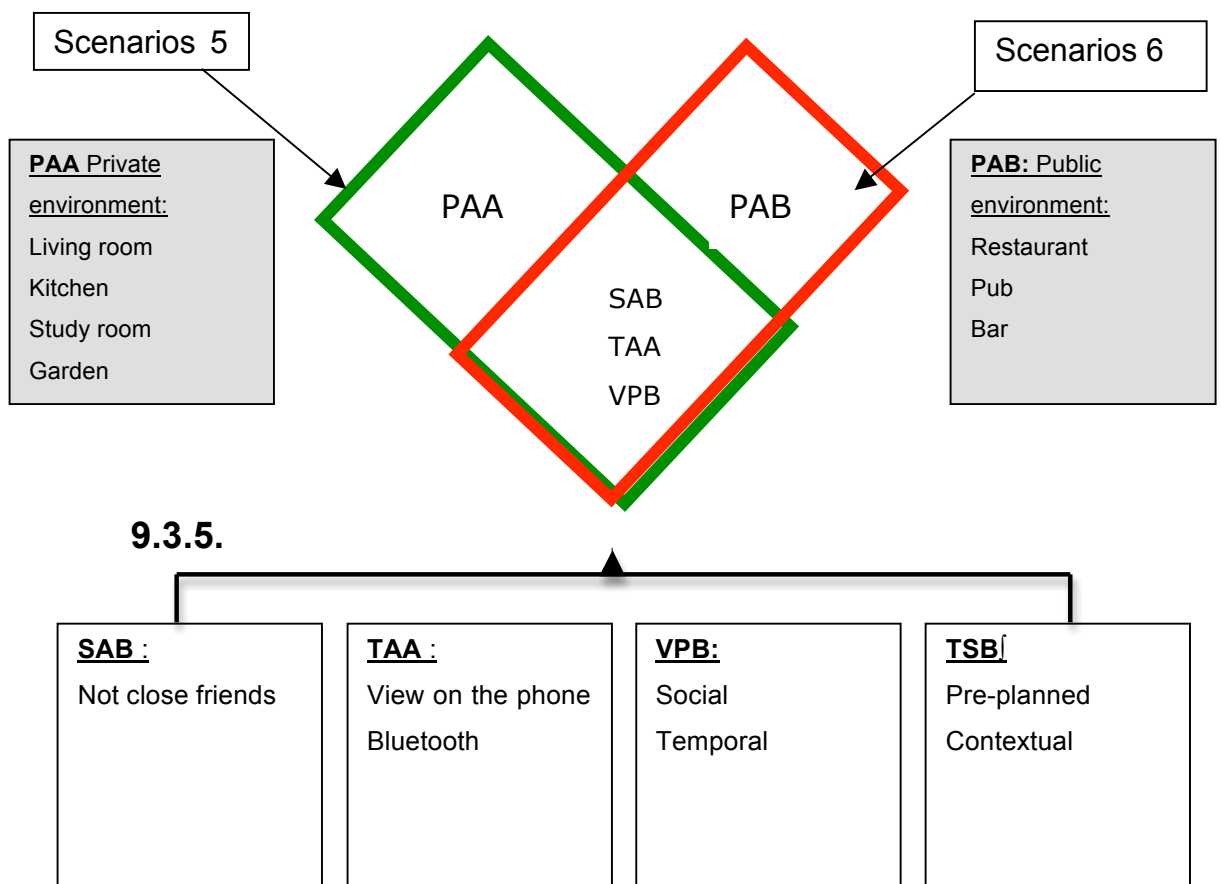 Scenarios 5
Scenarios 6
PAA Private
environment:
Living room
Kitchen
Study room
Garden
PAA
PAB
SAB
TAA
VPB
PAB: Public
environment:
Restaurant
Pub
Bar
9.3.5.
SAB :
Not close friends
TAA :
View on the phone
Bluetooth
VPB:
Social
Temporal
TSB∫
Pre-planned
Contextual